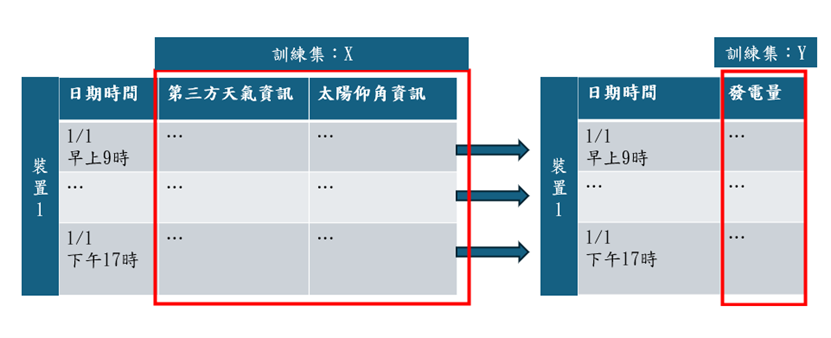 訓練集：X
訓練集：Y
裝置1
日期時間 第三方天氣資訊 太陽仰角資訊
1/1 … …
早上9時
… … …
1/1 … …
下午17時
裝置1
日期時間 發電量
1/1 …
早上9時
… …
1/1 …
下午17時